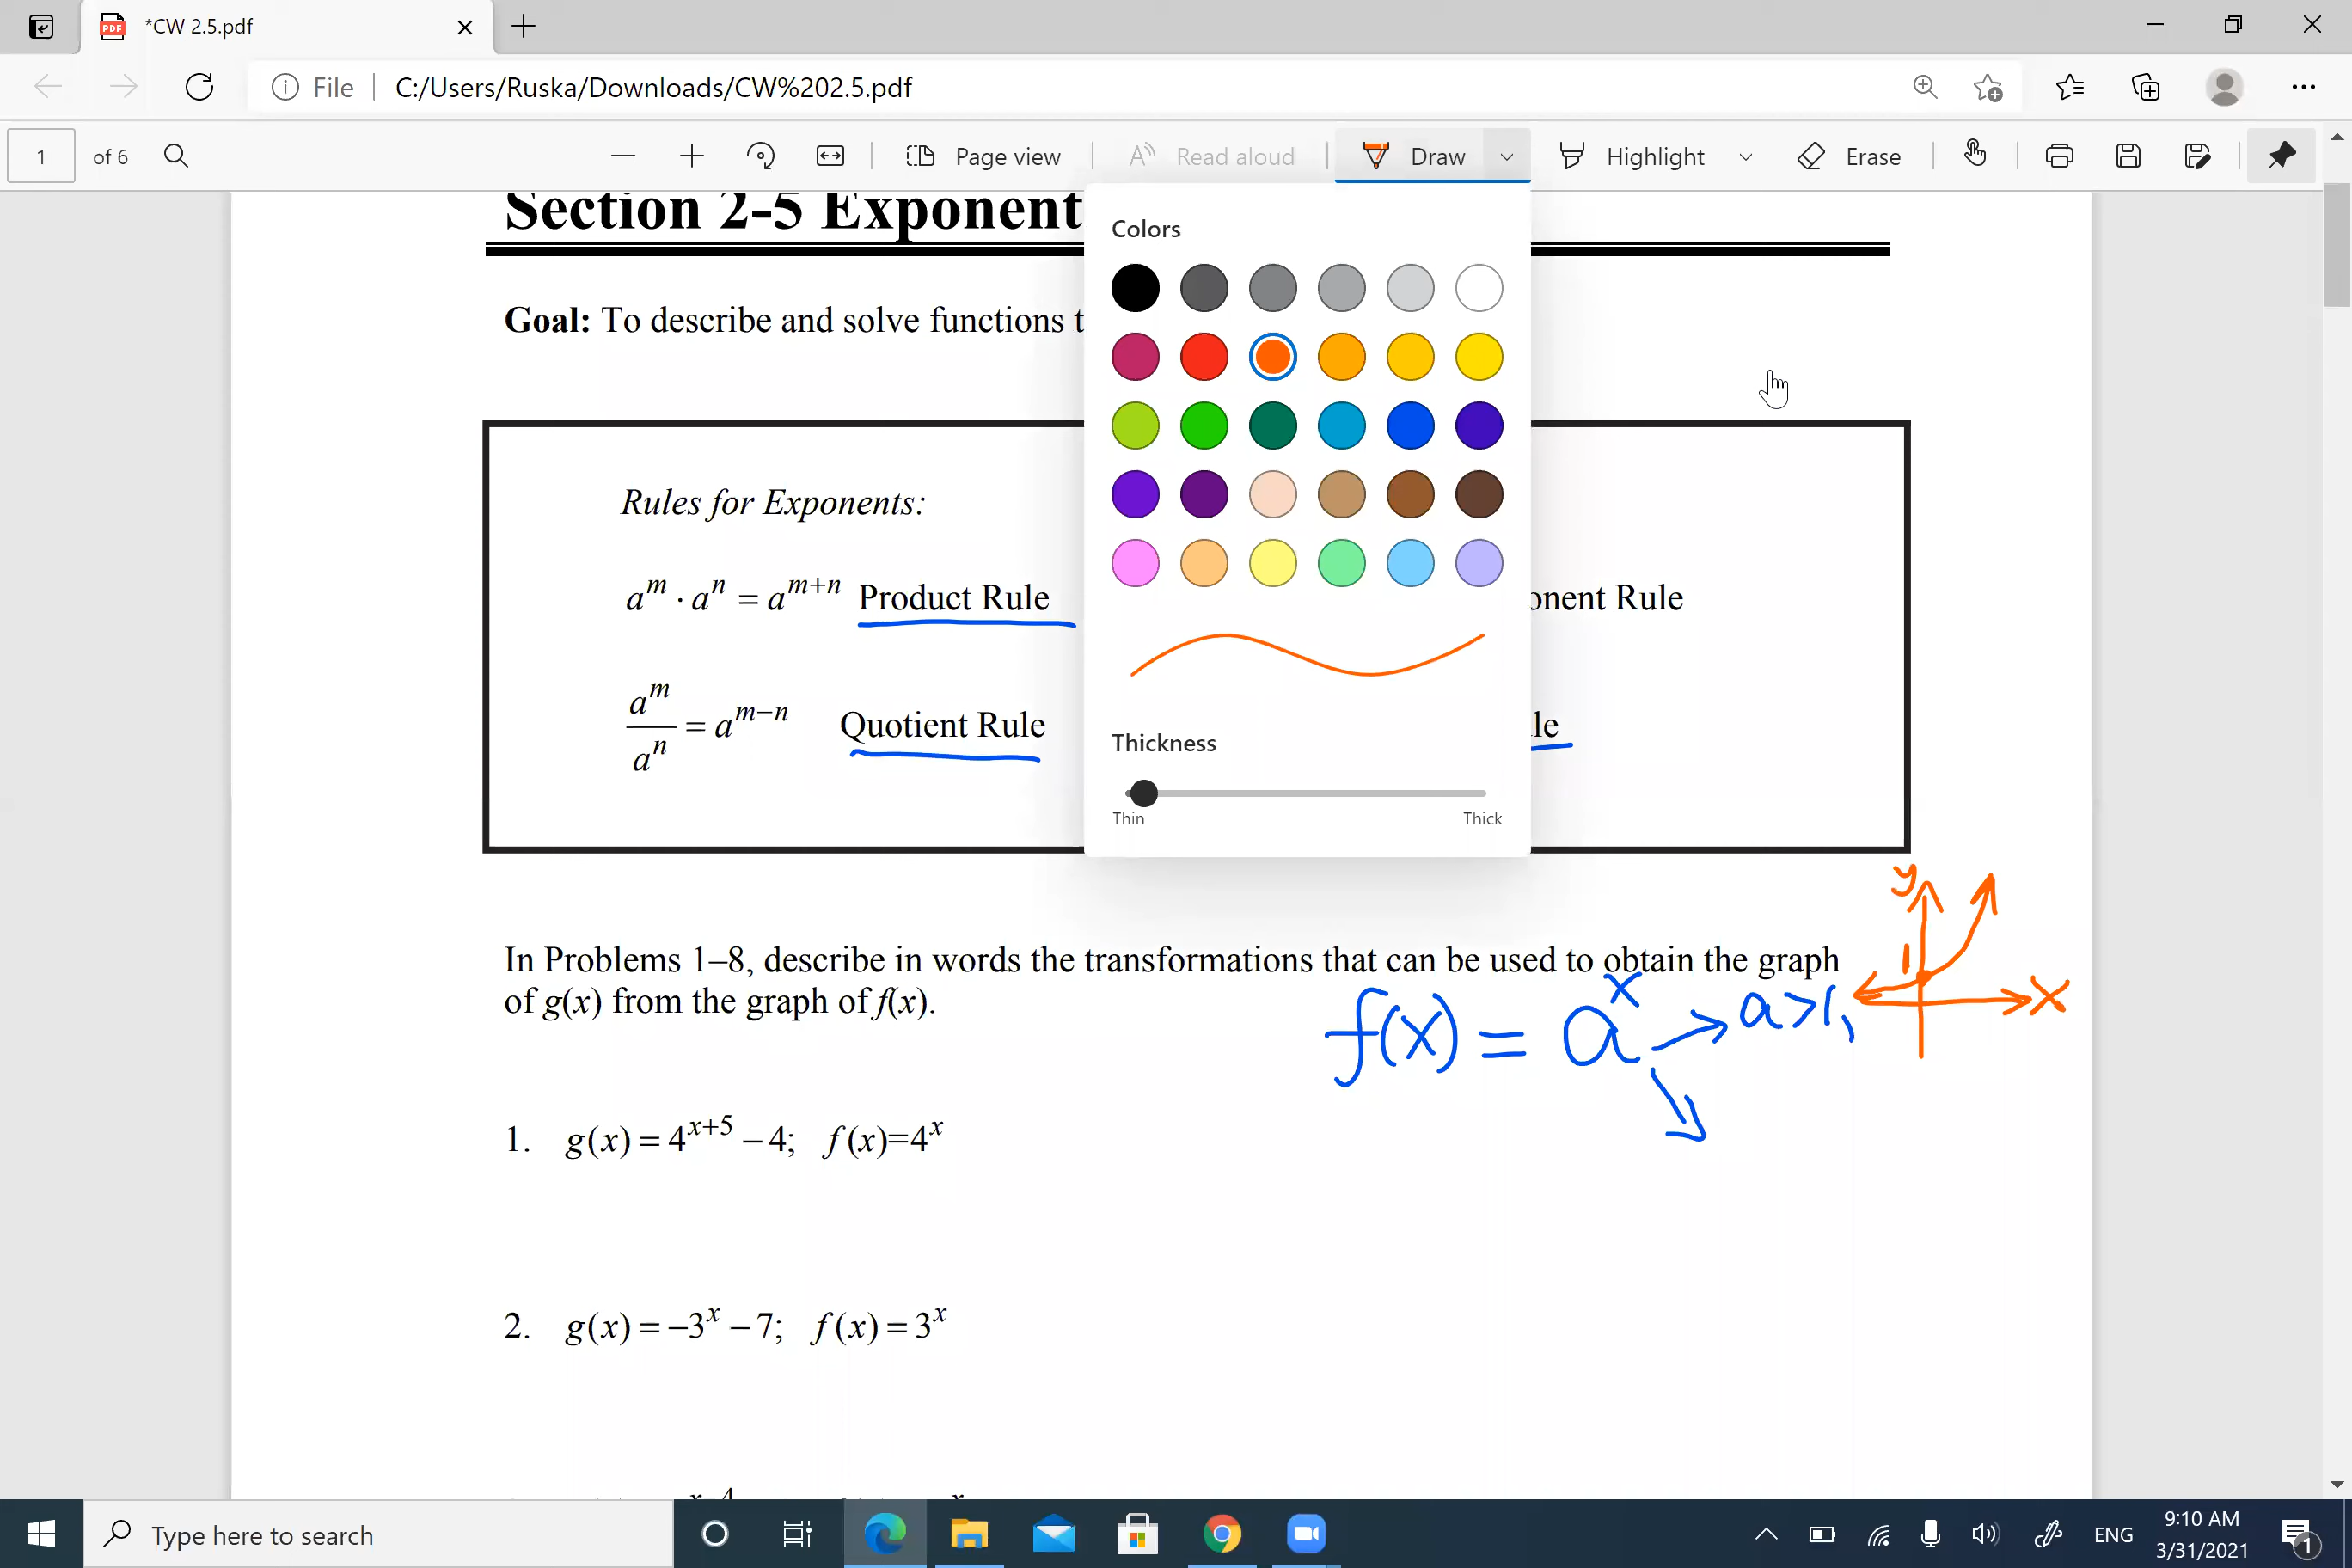 *CW 2.5.pdf
File C:/Users/Ruska/Downloads/CW%202.5.pdf
1 of 6 Page view Read aloud Draw Highlight Erase
Section 2-5 Exponent
Goal: To describe and solve functions t
Colors
Rules for Exponents:
a^m · a^n = a^{m+n} Product Rule
onent Rule
a^m / a^n = a^{m−n} Quotient Rule
le
Thickness
Thin Thick
In Problems 1–8, describe in words the transformations that can be used to obtain the graph
of g(x) from the graph of f(x).
y
1
x
f(x) = a^x → a>1,
1. g(x) = 4^{x+5} − 4; f(x)=4^x
2. g(x) = −3^x − 7; f(x) = 3^x
Type here to search
ENG
9:10 AM
3/31/2021
1